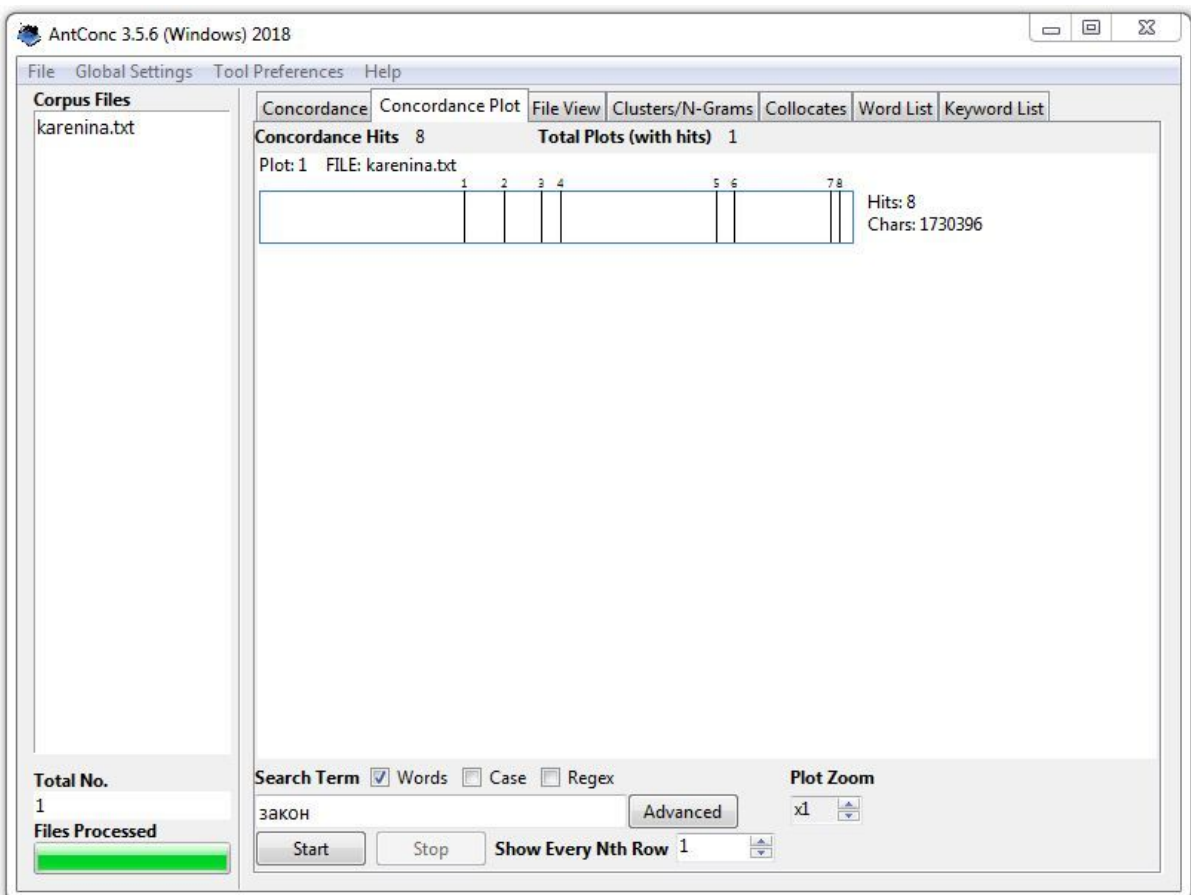 AntConc 3.5.6 (Windows) 2018
File Global Settings Tool Preferences Help
Corpus Files
karenina.txt
Concordance Concordance Plot File View Clusters/N-Grams Collocates Word List Keyword List
Concordance Hits 8 Total Plots (with hits) 1
Plot: 1 FILE: karenina.txt
1 2 3 4 5 6 7 8
Hits: 8
Chars: 1730396
Total No.
1
Files Processed
Search Term Words Case Regex Plot Zoom
закон Advanced x1
Start Stop Show Every Nth Row 1